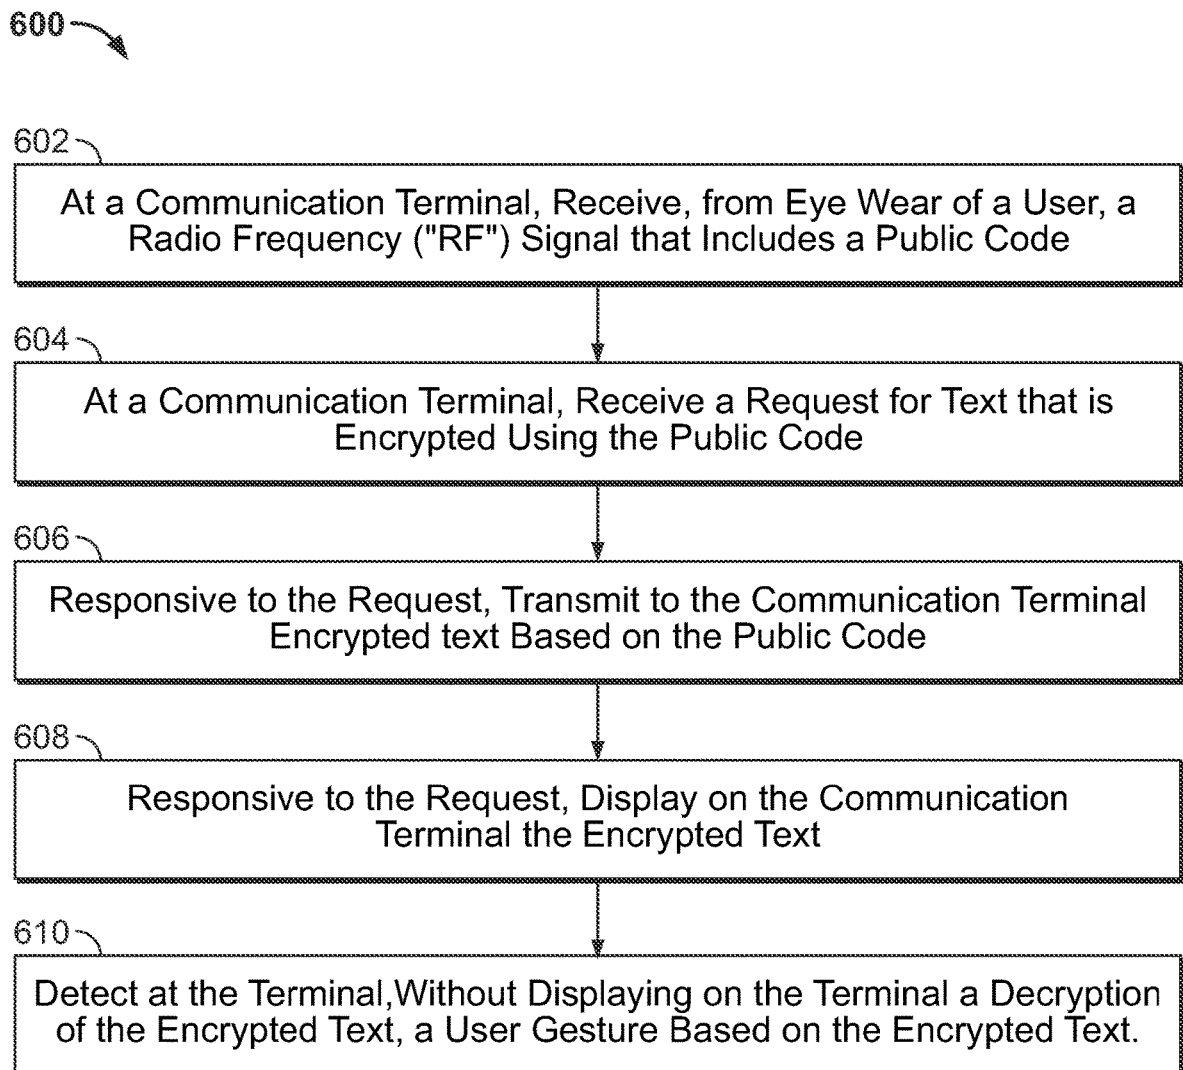 600
602
At a Communication Terminal, Receive, from Eye Wear of a User, a
Radio Frequency ("RF") Signal that Includes a Public Code
604
At a Communication Terminal, Receive a Request for Text that is
Encrypted Using the Public Code
606
Responsive to the Request, Transmit to the Communication Terminal
Encrypted text Based on the Public Code
608
Responsive to the Request, Display on the Communication
Terminal the Encrypted Text
610
Detect at the Terminal,Without Displaying on the Terminal a Decryption
of the Encrypted Text, a User Gesture Based on the Encrypted Text.